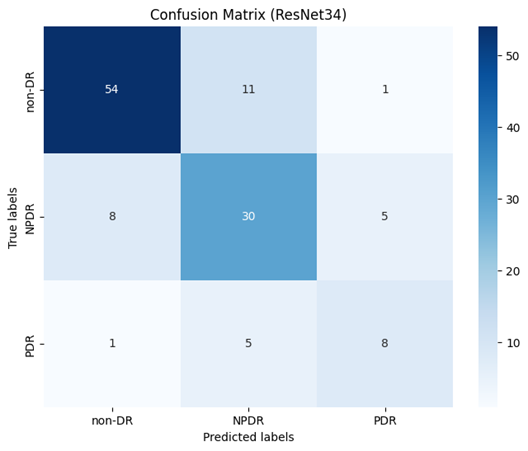 Confusion Matrix (ResNet34)
non-DR
54
11
1
NPDR
8
30
5
PDR
1
5
8
True labels
non-DR
NPDR
PDR
Predicted labels
50
40
30
20
10